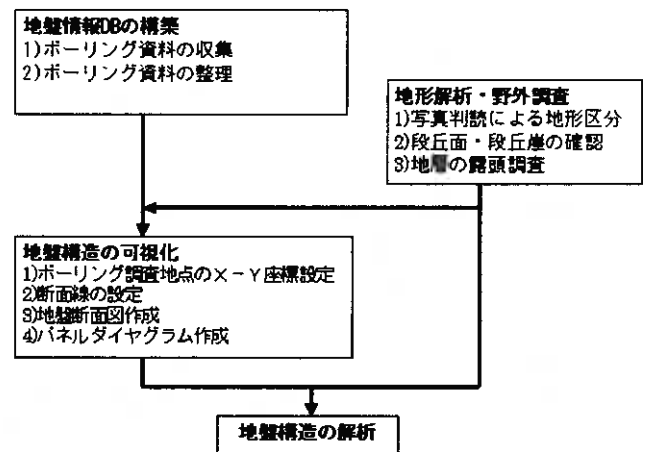 地盤情報DBの構築
1)ボーリング資料の収集
2)ボーリング資料の整理
地形解析・野外調査
1)写真判読による地形区分
2)段丘面・段丘崖の確認
3)地層の露頭調査
地盤構造の可視化
1)ボーリング調査地点のX－Y座標設定
2)断面線の設定
3)地盤断面図作成
4)パネルダイヤグラム作成
地盤構造の解析